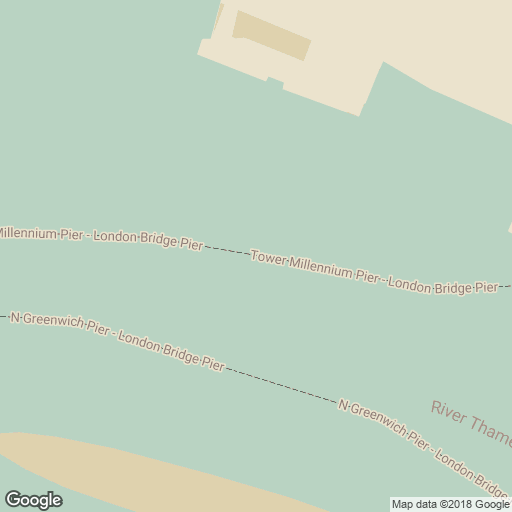 Millennium Pier - London Bridge Pier
Tower Millennium Pier - London Bridge Pier
N Greenwich Pier - London Bridge Pier
N Greenwich Pier - London Bridge
River Thame
Google
Map data ©2018 Google